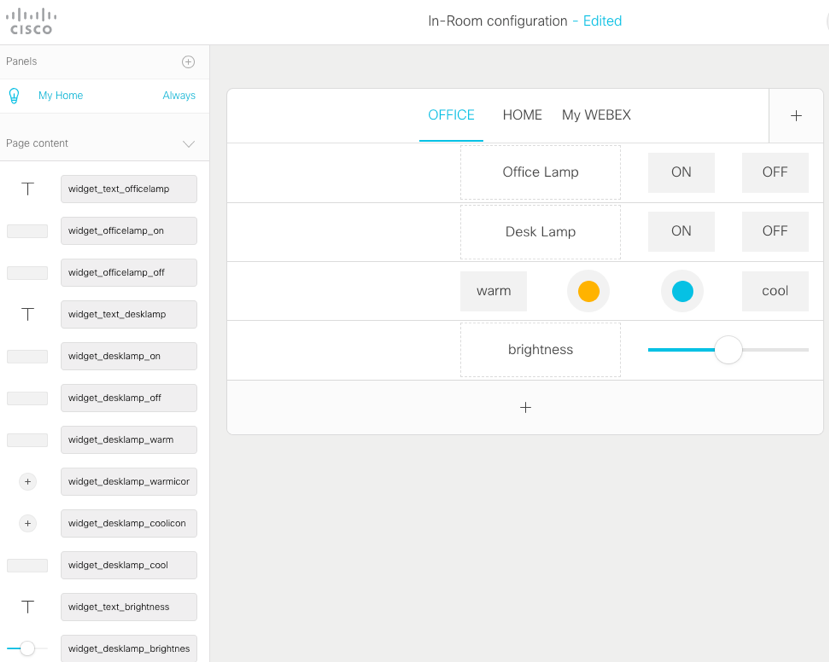 CISCO
In-Room configuration - Edited
Panels
My Home Always
Page content
widget_text_officelamp
widget_officelamp_on
widget_officelamp_off
widget_text_desklamp
widget_desklamp_on
widget_desklamp_off
widget_desklamp_warm
widget_desklamp_warmicor
widget_desklamp_coolicon
widget_desklamp_cool
widget_text_brightness
widget_desklamp_brightnes
OFFICE HOME My WEBEX +
Office Lamp ON OFF
Desk Lamp ON OFF
warm cool
brightness
+